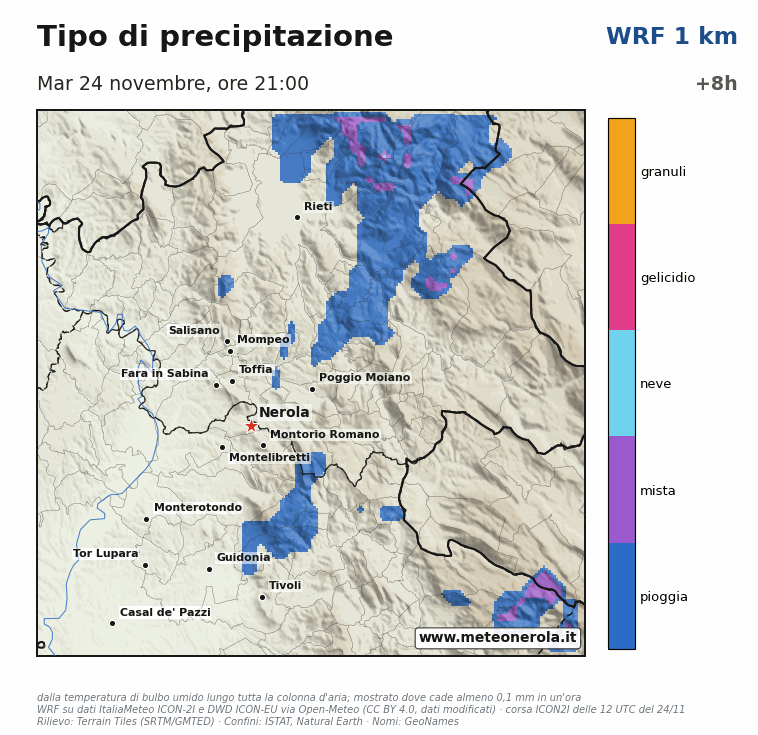 Tipo di precipitazione
WRF 1 km
Mar 24 novembre, ore 21:00
+8h
granuli
gelicidio
neve
mista
pioggia
Rieti
Salisano
Mompeo
Fara in Sabina
Toffia
Poggio Moiano
Nerola
Montorio Romano
Montelibretti
Monterotondo
Tor Lupara
Guidonia
Tivoli
Casal de' Pazzi
www.meteonerola.it
dalla temperatura di bulbo umido lungo tutta la colonna d'aria; mostrato dove cade almeno 0,1 mm in un'ora
WRF su dati ItaliaMeteo ICON-2I e DWD ICON-EU via Open-Meteo (CC BY 4.0, dati modificati) · corsa ICON2I delle 12 UTC del 24/11
Rilievo: Terrain Tiles (SRTM/GMTED) · Confini: ISTAT, Natural Earth · Nomi: GeoNames